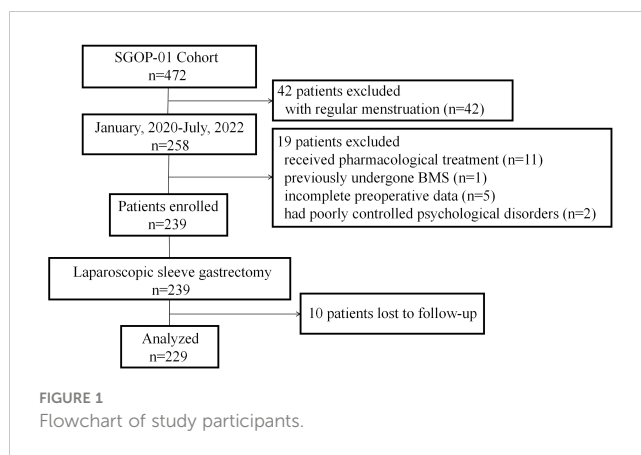 SGOP-01 Cohort
n=472
42 patients excluded
with regular menstruation (n=42)
January, 2020-July, 2022
n=258
19 patients excluded
received pharmacological treatment (n=11)
previously undergone BMS (n=1)
incomplete preoperative data (n=5)
had poorly controlled psychological disorders (n=2)
Patients enrolled
n=239
Laparoscopic sleeve gastrectomy
n=239
10 patients lost to follow-up
Analyzed
n=229
FIGURE 1
Flowchart of study participants.